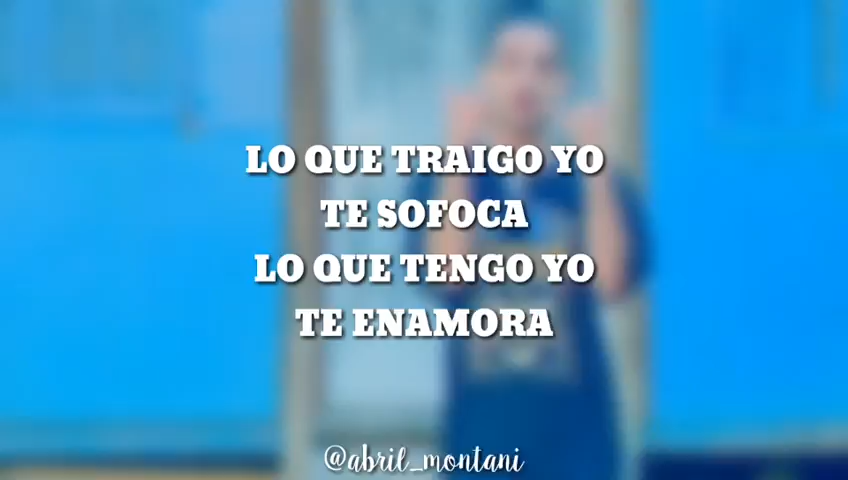 LO QUE TRAIGO YO
TE SOFOCA
LO QUE TENGO YO
TE ENAMORA
@abril_montani